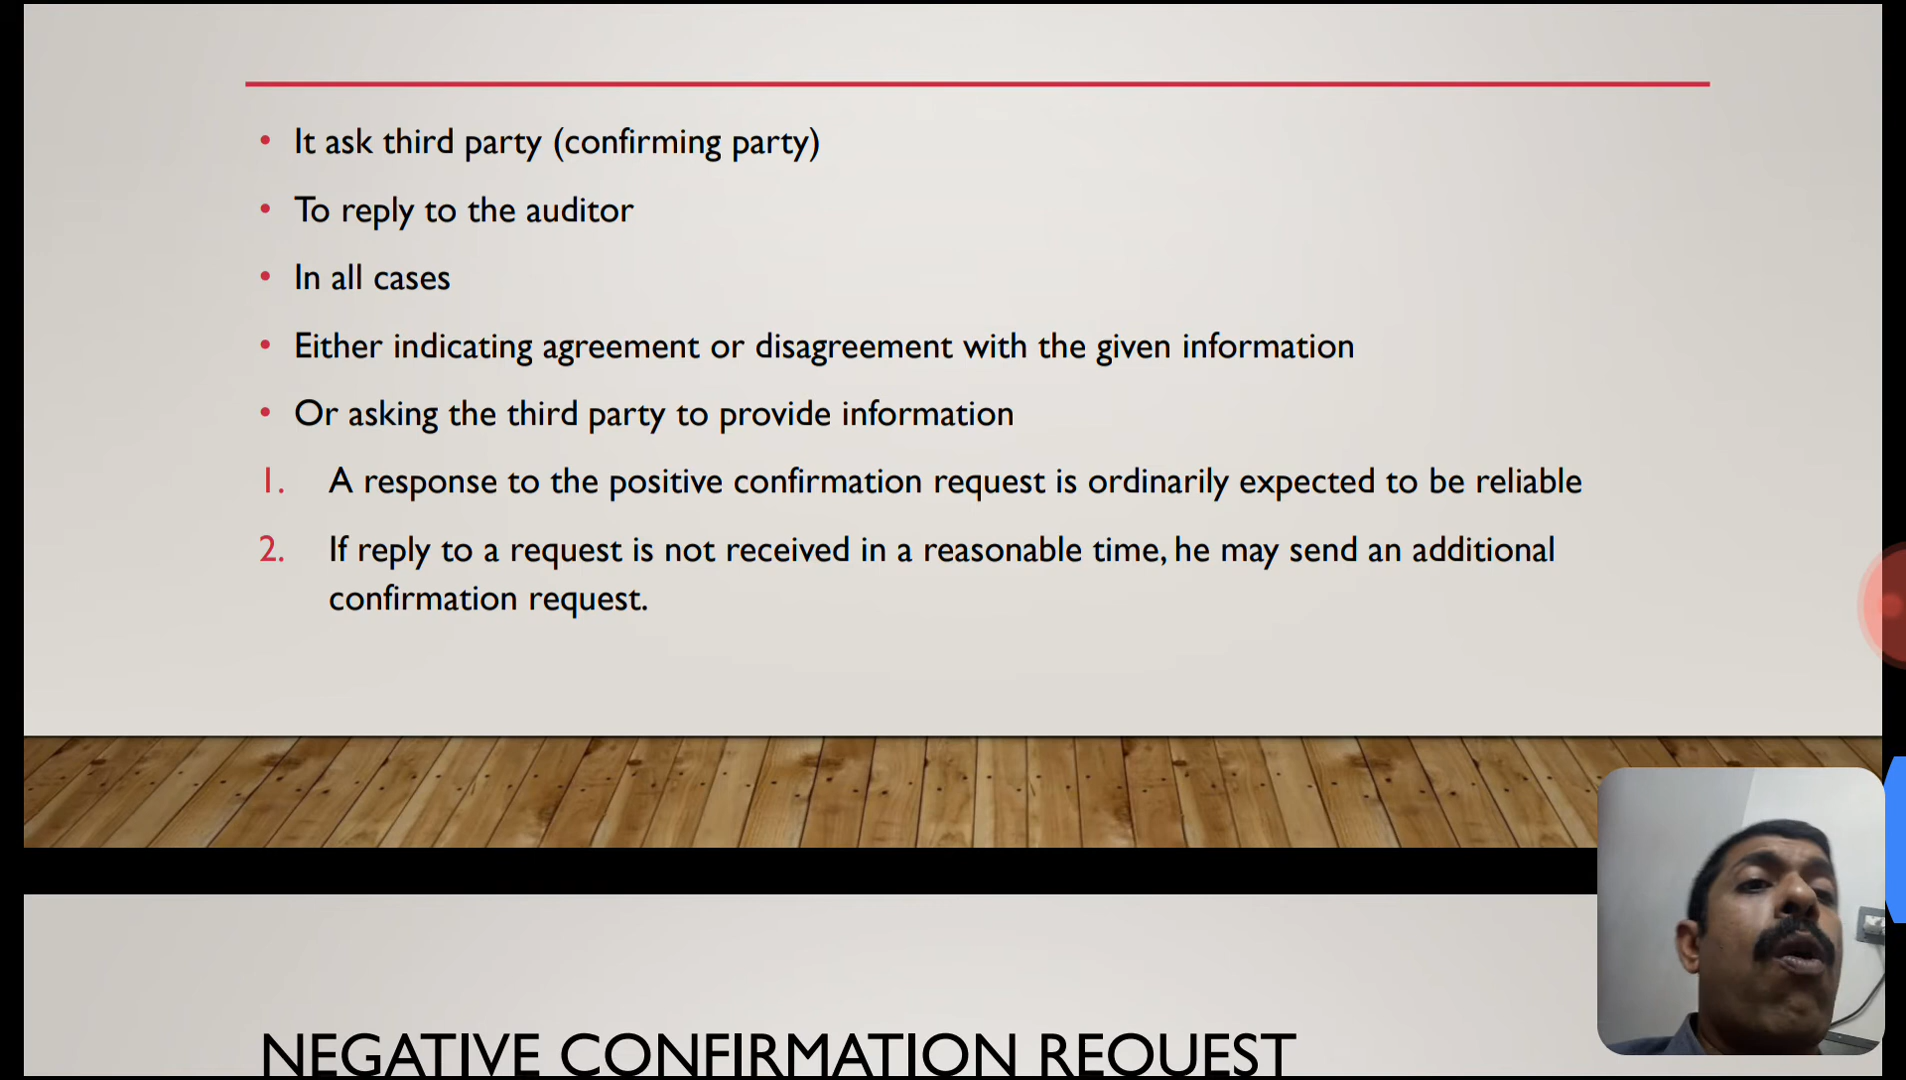 • It ask third party (confirming party)
• To reply to the auditor
• In all cases
• Either indicating agreement or disagreement with the given information
• Or asking the third party to provide information
1. A response to the positive confirmation request is ordinarily expected to be reliable
2. If reply to a request is not received in a reasonable time, he may send an additional
confirmation request.
NEGATIVE CONFIRMATION REQUEST